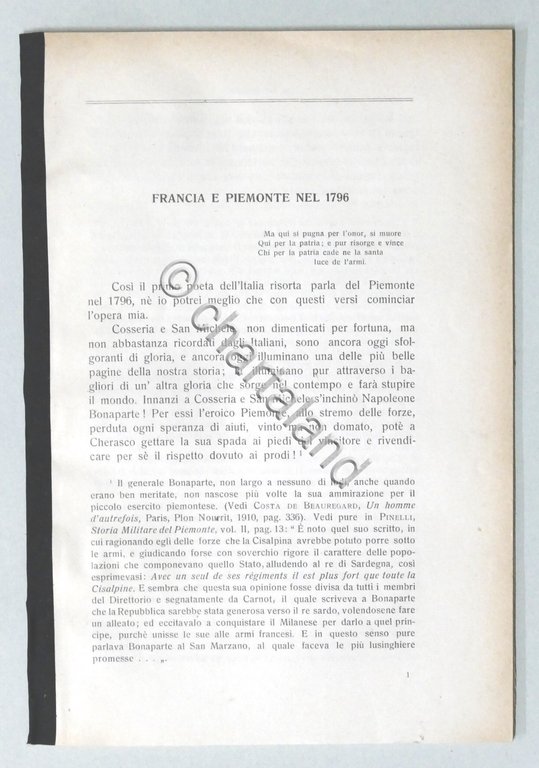 FRANCIA E PIEMONTE NEL 1796
Ma qui si pugna per l'onor, si muore
Qui per la patria; e pur risorge e vince
Chi per la patria cade ne la santa
luce de l'armi.
Così il primo poeta dell'Italia risorta parla del Piemonte
nel 1796, nè io potrei meglio che con questi versi cominciar
l'opera mia.
Cosseria e San Michele, non dimenticati per fortuna, ma
non abbastanza ricordati dagli Italiani, sono ancora oggi sfol-
goranti di gloria, e ancora oggi illuminano una delle più belle
pagine della nostra storia; la illuminano pur attraverso i ba-
gliori di un' altra gloria che sorge nel contempo e farà stupire
il mondo. Innanzi a Cosseria e San Michele s'inchinò Napoleone
Bonaparte! Per essi l'eroico Piemonte, allo stremo delle forze,
perduta ogni speranza di aiuti, vinto ma non domato, potè a
Cherasco gettare la sua spada ai piedi del vincitore e rivendi-
care per sè il rispetto dovuto ai prodi! ¹
¹ Il generale Bonaparte, non largo a nessuno di lodi, anche quando
erano ben meritate, non nascose più volte la sua ammirazione per il
piccolo esercito piemontese. (Vedi COSTA DE BEAUREGARD, Un homme
d'autrefois, Paris, Plon Nourrit, 1910, pag. 336). Vedi pure in PINELLI,
Storia Militare del Piemonte, vol. II, pag. 13: " È noto quel suo scritto, in
cui ragionando egli delle forze che la Cisalpina avrebbe potuto porre sotto
le armi, e giudicando forse con soverchio rigore il carattere delle popo-
lazioni che componevano quello Stato, alludendo al re di Sardegna, così
esprimevasi: Avec un seul de ses régiments il est plus fort que toute la
Cisalpine. E sembra che questa sua opinione fosse divisa da tutti i membri
del Direttorio e segnatamente da Carnot, il quale scriveva a Bonaparte
che la Repubblica sarebbe stata generosa verso il re sardo, volendosene fare
un alleato; ed eccitavalo a conquistare il Milanese per darlo a quel prin-
cipe, purchè unisse le sue alle armi francesi. E in questo senso pure
parlava Bonaparte al San Marzano, al quale faceva le più lusinghiere
promesse . . . „.
1
© chartaland